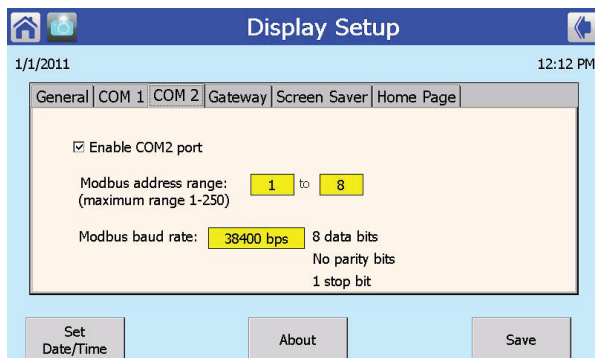 Display Setup
1/1/2011 12:12 PM
General COM 1 COM 2 Gateway Screen Saver Home Page
Enable COM2 port
Modbus address range: 1 to 8
(maximum range 1-250)
Modbus baud rate: 38400 bps 8 data bits
No parity bits
1 stop bit
Set
Date/Time
About
Save